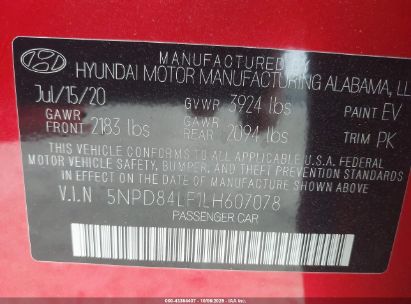 MANUFACTURED BY
HYUNDAI MOTOR MANUFACTURING ALABAMA, LL
Jul/15/20 GVWR 3924 lbs PAINT EV
GAWR FRONT 2183 lbs GAWR REAR 2094 lbs TRIM PK
THIS VEHICLE CONFORMS TO ALL APPLICABLE U.S.A. FEDERAL
MOTOR VEHICLE SAFETY, BUMPER, AND THEFT PREVENTION STANDARDS
IN EFFECT ON THE DATE OF MANUFACTURE SHOWN ABOVE.
V.I.N 5NPD84LF1LH607078
PASSENGER CAR